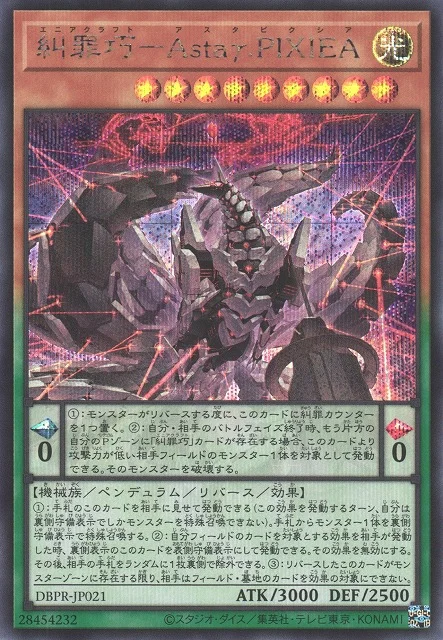 エニアクラフト アスタピクシア
糾罪巧－Astaγ.PIXIEA
光
①：モンスターがリバースする度に、このカードに糾罪カウンター
を1つ置く。②：自分・相手のバトルフェイズ終了時、もう片方の
自分のPゾーンに「糾罪巧」カードが存在する場合、このカードより
攻撃力が低い相手フィールドのモンスター1体を対象として発動
できる。そのモンスターを破壊する。
0
0
【機械族／ペンデュラム／リバース／効果】
①：手札のこのカードを相手に見せて発動できる（この効果を発動するターン、自分は
裏側守備表示でしかモンスターを特殊召喚できない）。手札からモンスター1体を裏側
守備表示で特殊召喚する。②：自分フィールドのカードを対象とする効果を相手が発動
した時、裏側表示のこのカードを表側守備表示にして発動できる。その効果を無効にする。
その後、相手の手札をランダムに1枚裏側で除外できる。③：リバースしたこのカードがモン
スターゾーンに存在する限り、相手はフィールド・墓地のカードを効果の対象にできない。
DBPR-JP021
ATK/3000 DEF/2500
28454232
©スタジオ・ダイス／集英社・テレビ東京・KONAMI